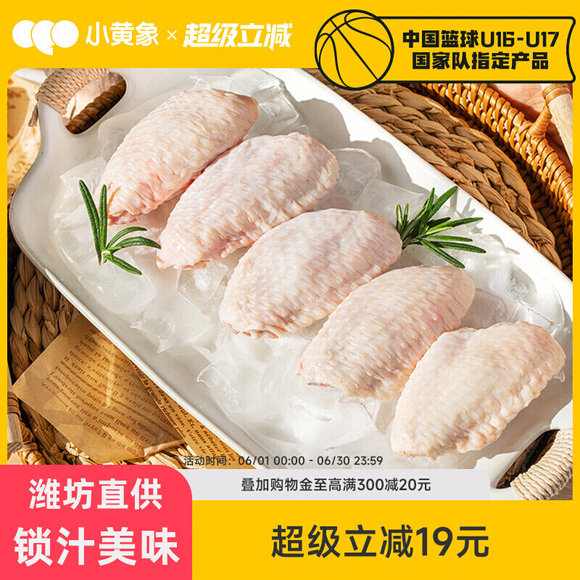 小黄象×超级立减
中国篮球U16-U17
国家队指定产品
活动时间：06/01 00:00 - 06/30 23:59
叠加购物金至高满300减20元
潍坊直供
锁汁美味
超级立减19元